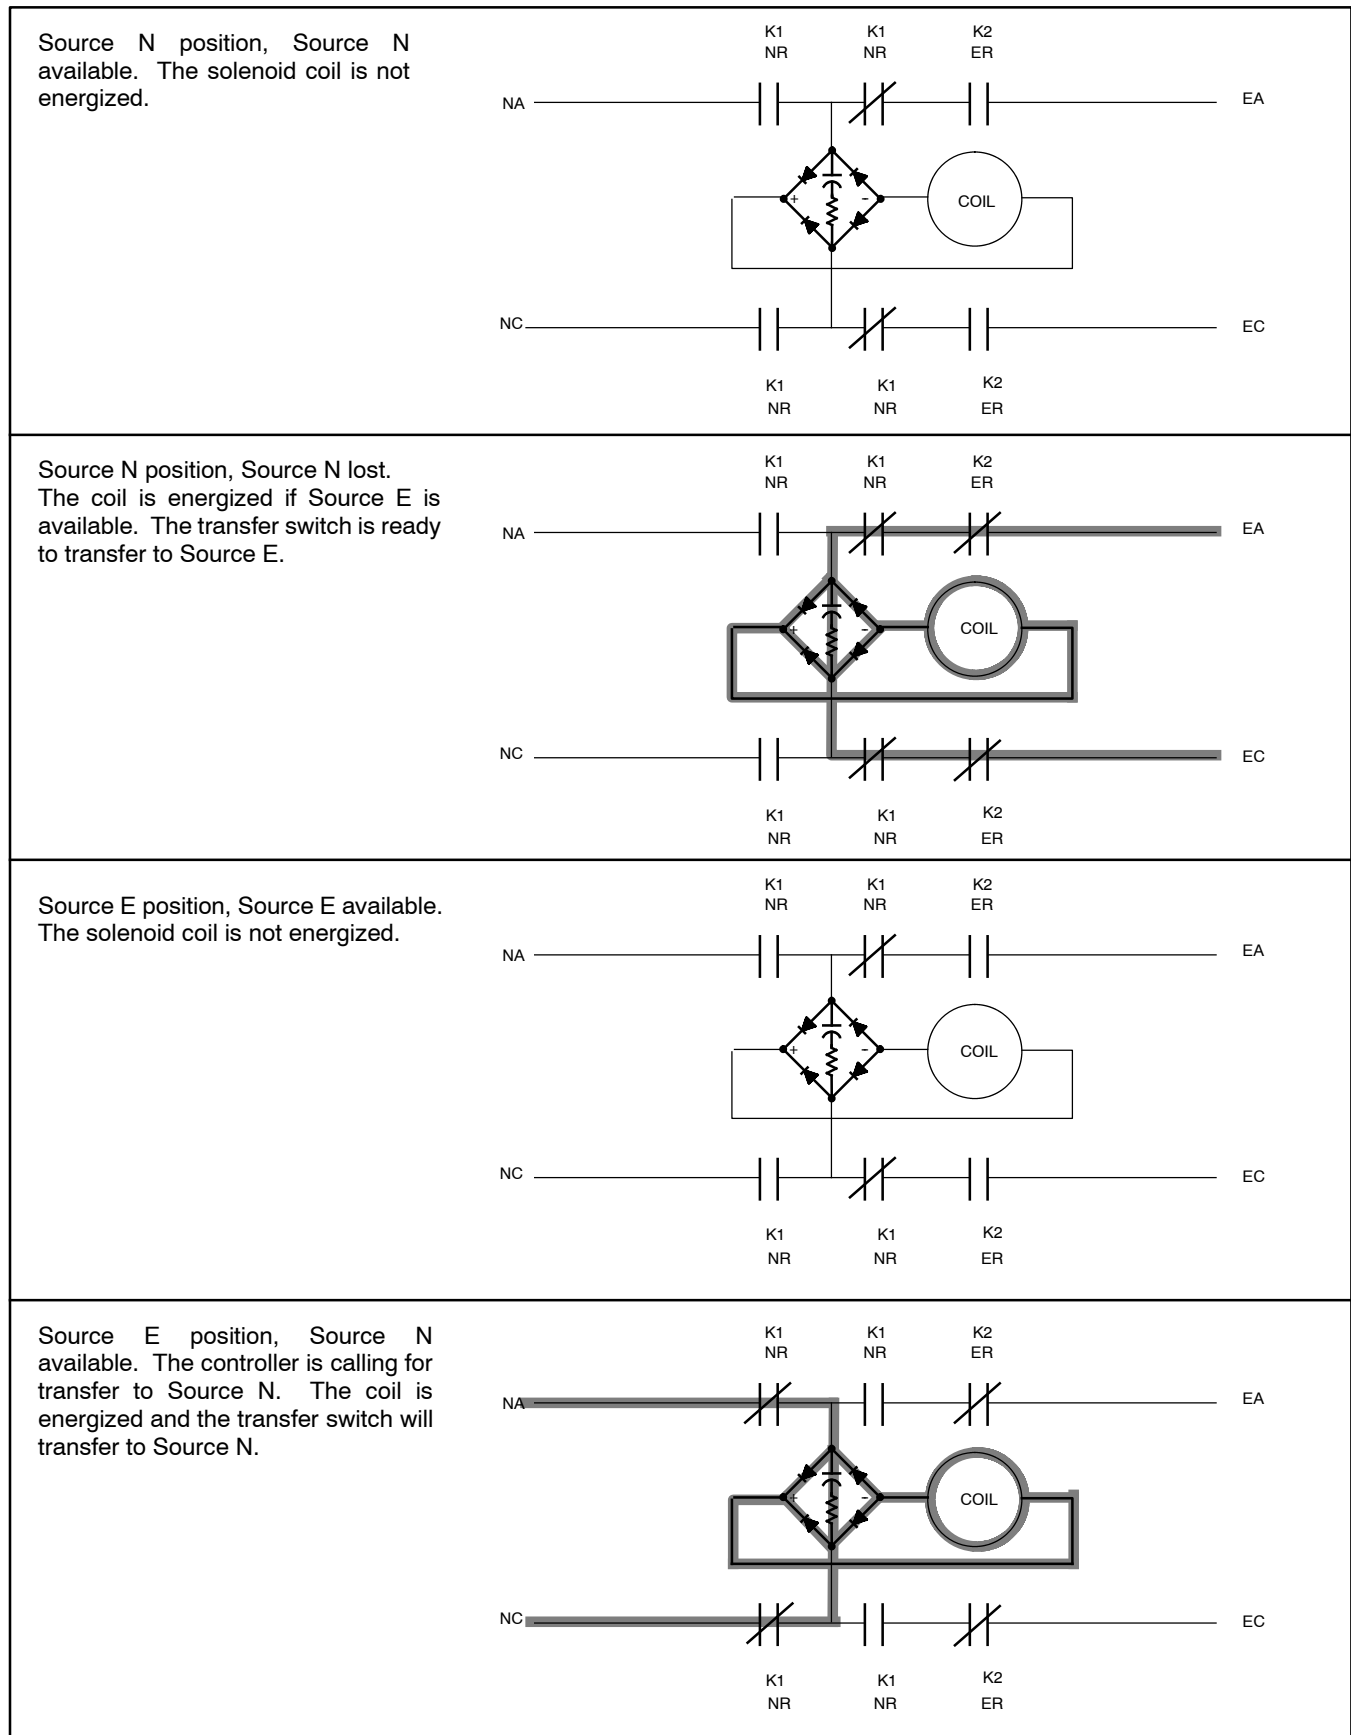 Source N position, Source N
available. The solenoid coil is not
energized.
K1 K1 K2
NR NR ER
NA EA
+ - COIL
NC EC
K1 K1 K2
NR NR ER
Source N position, Source N lost.
The coil is energized if Source E is
available. The transfer switch is ready
to transfer to Source E.
K1 K1 K2
NR NR ER
NA EA
+ - COIL
NC EC
K1 K1 K2
NR NR ER
Source E position, Source E available.
The solenoid coil is not energized.
K1 K1 K2
NR NR ER
NA EA
+ - COIL
NC EC
K1 K1 K2
NR NR ER
Source E position, Source N
available. The controller is calling for
transfer to Source N. The coil is
energized and the transfer switch will
transfer to Source N.
K1 K1 K2
NR NR ER
NA EA
+ - COIL
NC EC
K1 K1 K2
NR NR ER